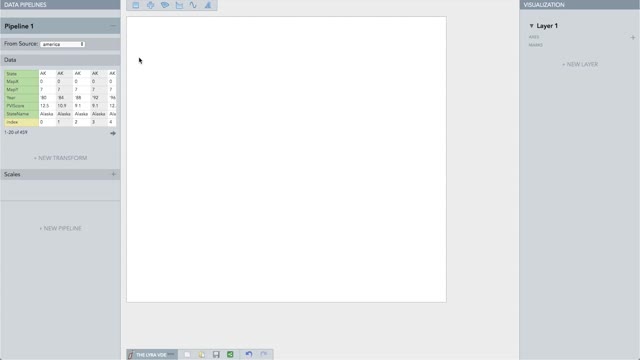 DATA PIPELINES
Pipeline 1
From Source: america
Data
State AK AK AK AK AK
MapX 0 0 0 0 0
MapY 7 7 7 7 7
Year '80 '84 '88 '92 '96
PVIScore 12.5 10.9 9.1 9.1 12.
StateName Alaska Alaska Alaska Alaska Ala
index 0 1 2 3 4
1-20 of 459
+ NEW TRANSFORM
Scales +
+ NEW PIPELINE
THE LYRA VDE
VISUALIZATION
▼ Layer 1
AXES +
MARKS
+ NEW LAYER